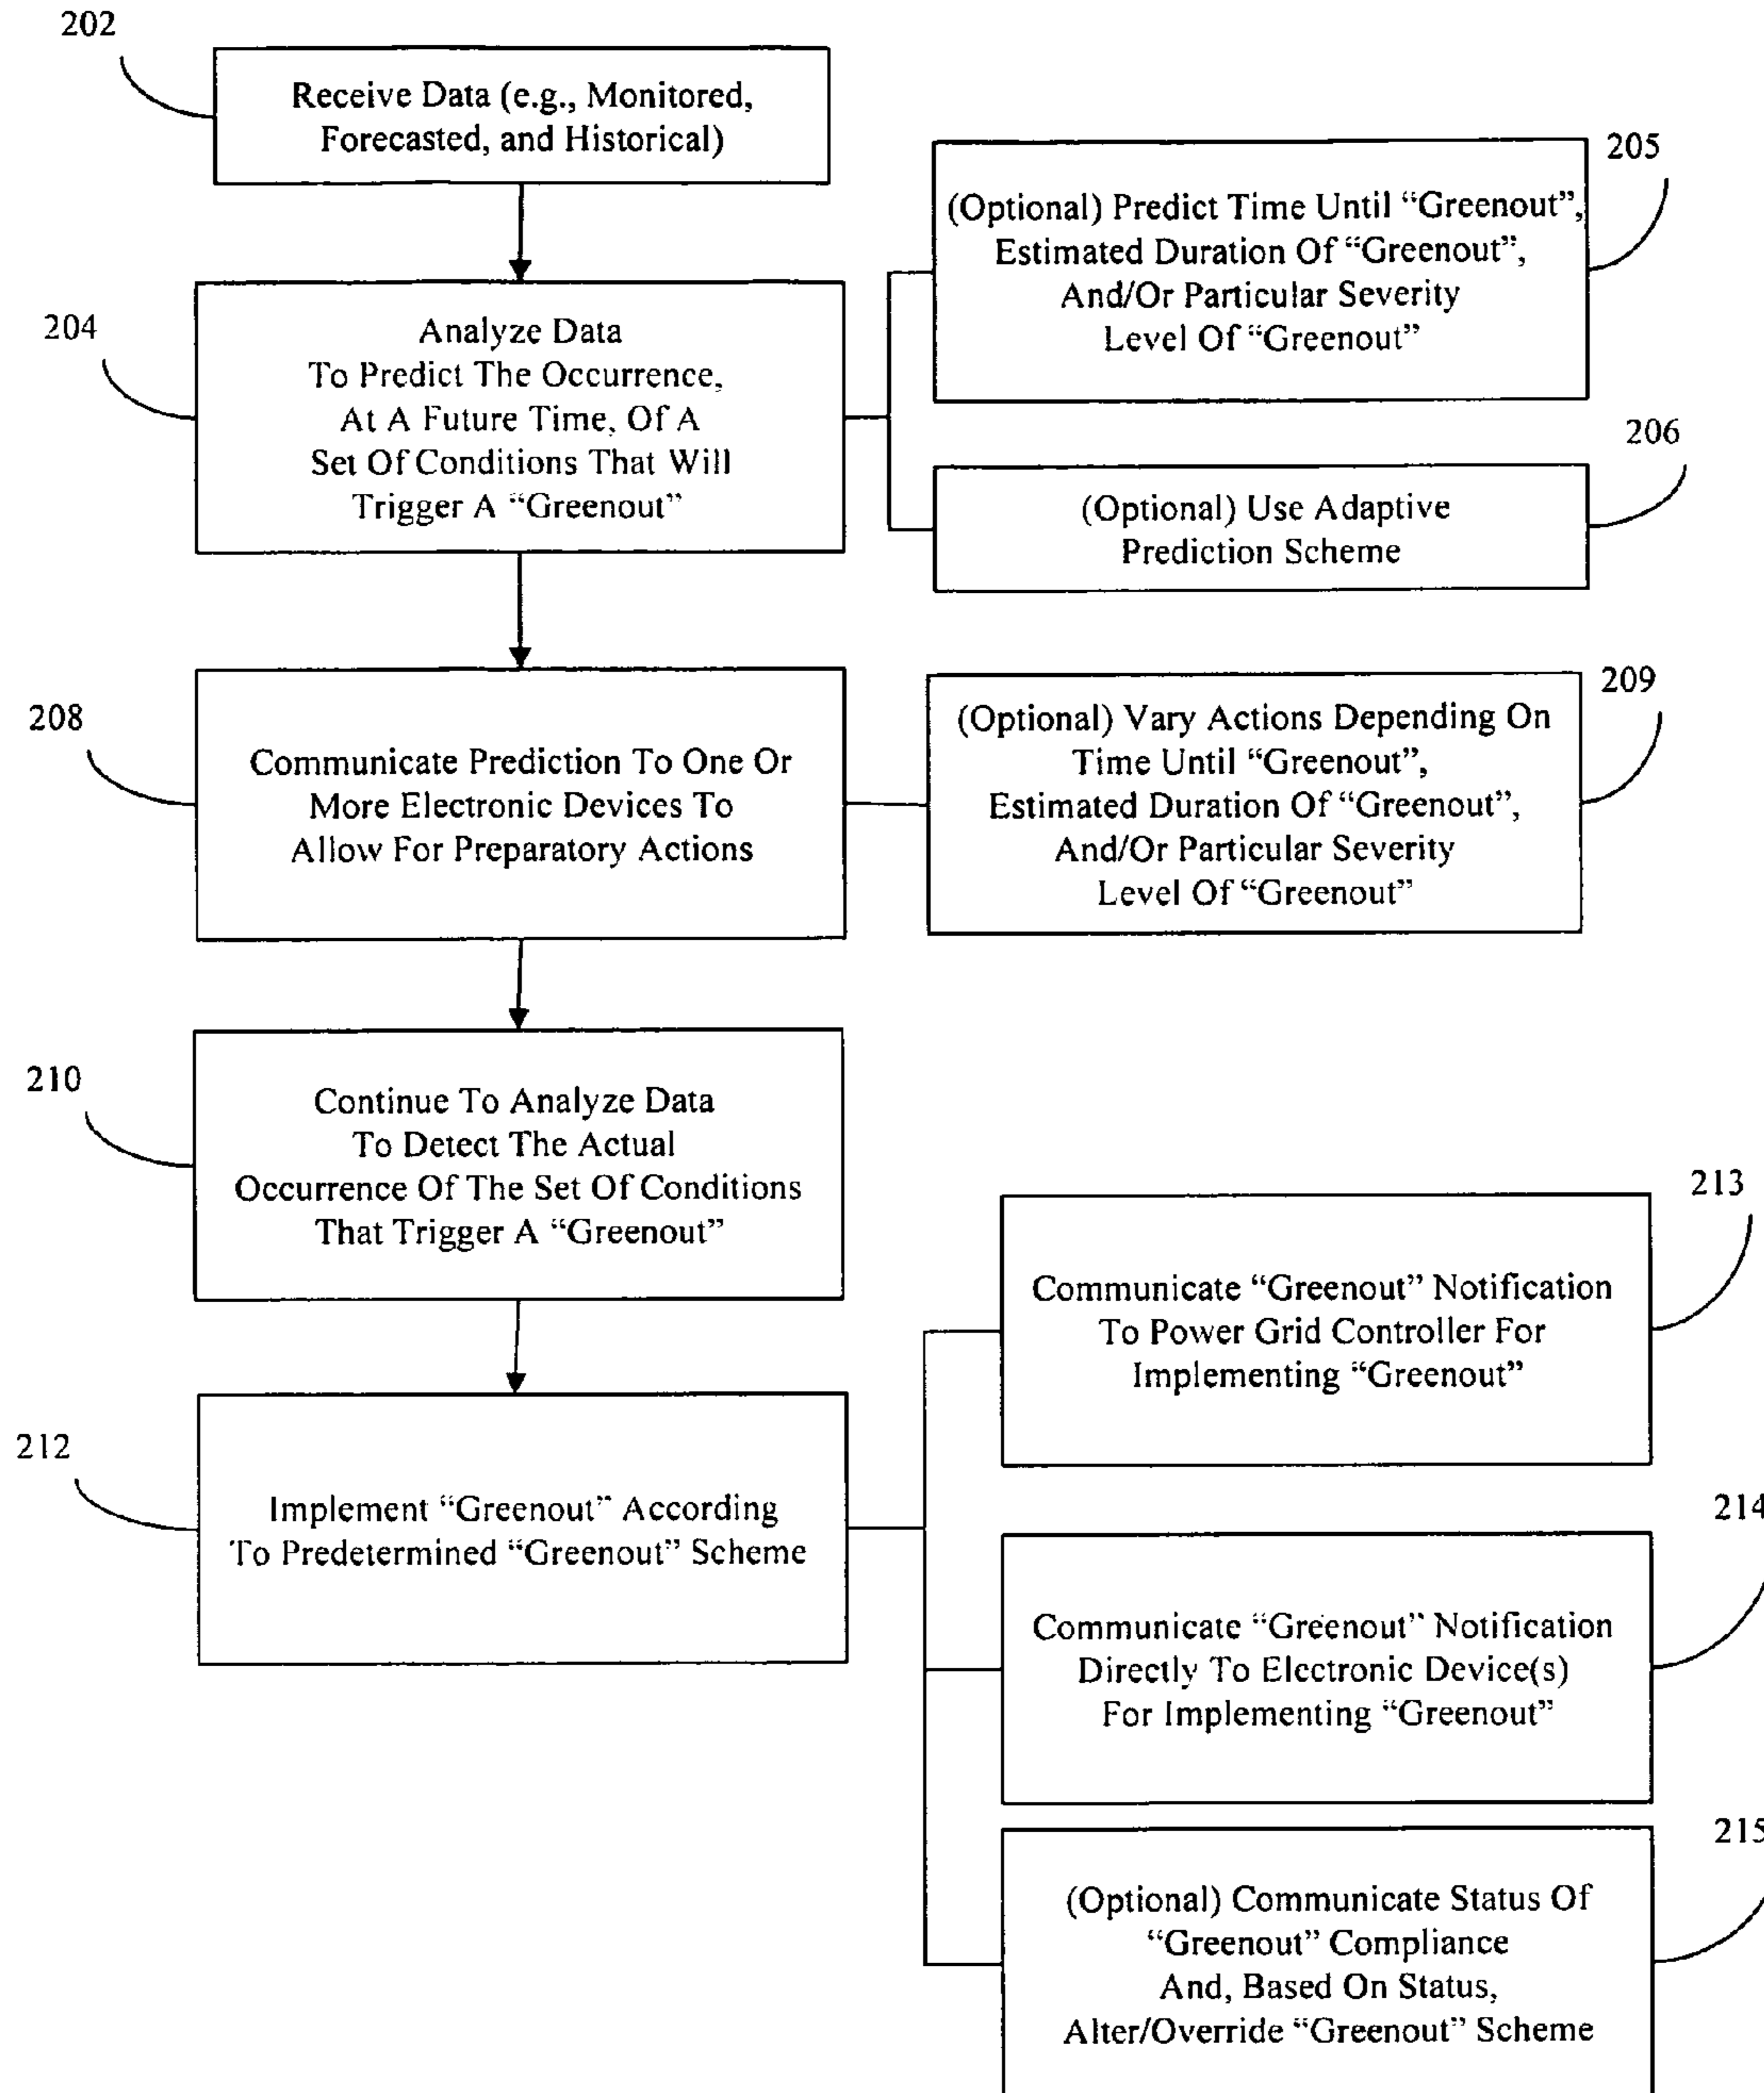 202
Receive Data (e.g., Monitored,
Forecasted, and Historical)
204
Analyze Data
To Predict The Occurrence,
At A Future Time, Of A
Set Of Conditions That Will
Trigger A “Greenout”
205
(Optional) Predict Time Until “Greenout”,
Estimated Duration Of “Greenout”,
And/Or Particular Severity
Level Of “Greenout”
206
(Optional) Use Adaptive
Prediction Scheme
208
Communicate Prediction To One Or
More Electronic Devices To
Allow For Preparatory Actions
209
(Optional) Vary Actions Depending On
Time Until “Greenout”,
Estimated Duration Of “Greenout”,
And/Or Particular Severity
Level Of “Greenout”
210
Continue To Analyze Data
To Detect The Actual
Occurrence Of The Set Of Conditions
That Trigger A “Greenout”
212
Implement “Greenout” According
To Predetermined “Greenout” Scheme
213
Communicate “Greenout” Notification
To Power Grid Controller For
Implementing “Greenout”
214
Communicate “Greenout” Notification
Directly To Electronic Device(s)
For Implementing “Greenout”
215
(Optional) Communicate Status Of
“Greenout” Compliance
And, Based On Status,
Alter/Override “Greenout” Scheme